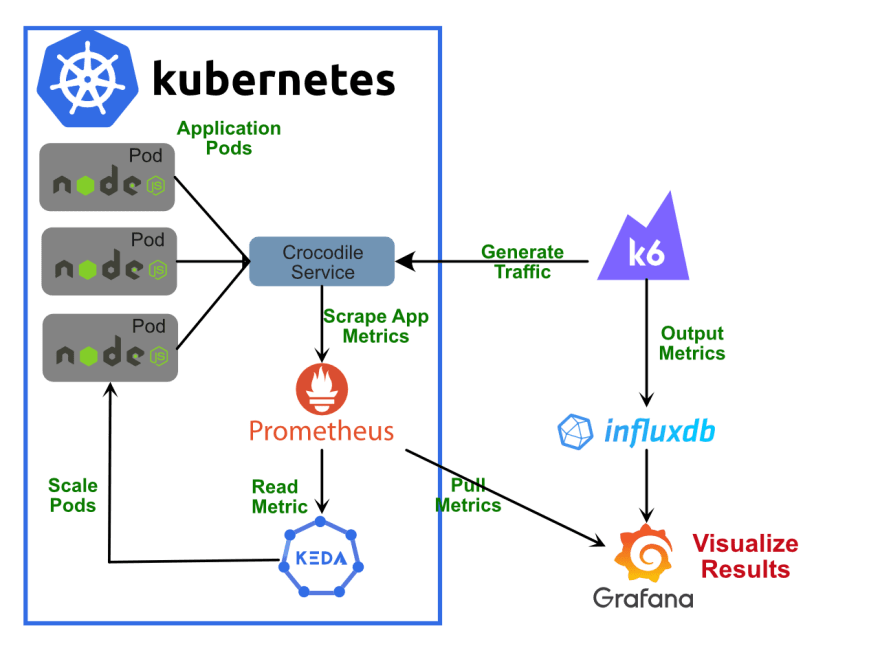 kubernetes
Application
Pods
Pod
node
JS
Pod
node
JS
Pod
node
JS
Crocodile
Service
Generate
Traffic
k6
Scrape App
Metrics
Output
Metrics
Prometheus
influxdb
Scale
Pods
Read
Metric
Pull
Metrics
KEDA
Visualize
Results
Grafana